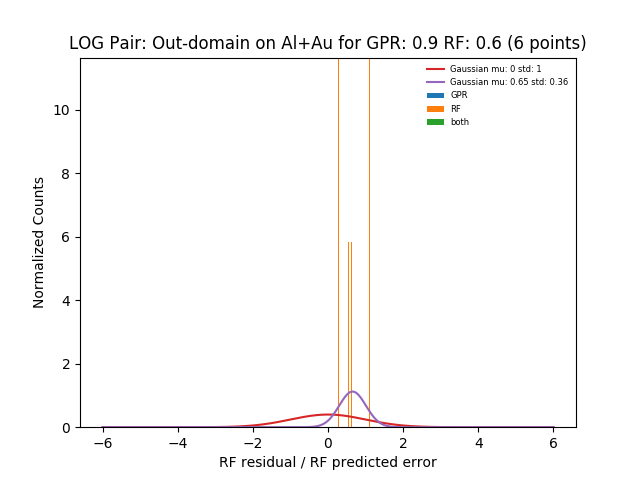 LOG Pair: Out-domain on Al+Au for GPR: 0.9 RF: 0.6 (6 points)
Gaussian mu: 0 std: 1
Gaussian mu: 0.65 std: 0.36
GPR
RF
both
Normalized Counts
10
8
6
4
2
0
−6
−4
−2
0
2
4
6
RF residual / RF predicted error